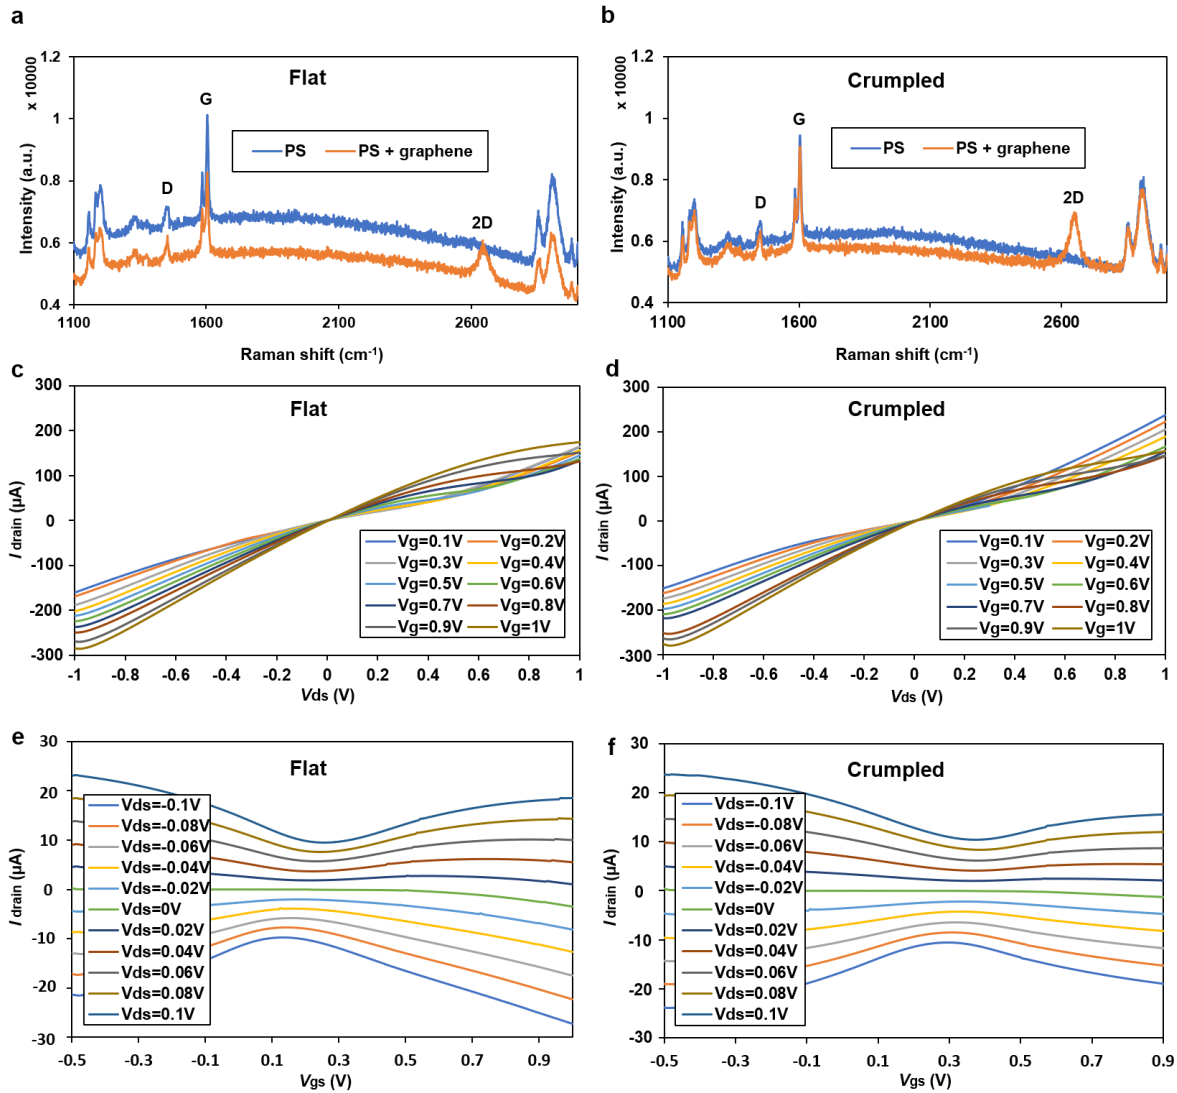 a
x 10000
Intensity (a.u.)
1.2
1
0.8
0.6
0.4
Flat
G
D
2D
PS
PS + graphene
1100
1600
2100
2600
Raman shift (cm-1)
b
x 10000
Intensity (a.u.)
1.2
1
0.8
0.6
0.4
Crumpled
G
D
2D
PS
PS + graphene
1100
1600
2100
2600
Raman shift (cm-1)
c
I drain (µA)
300
200
100
0
-100
-200
-300
Flat
Vg=0.1V Vg=0.2V
Vg=0.3V Vg=0.4V
Vg=0.5V Vg=0.6V
Vg=0.7V Vg=0.8V
Vg=0.9V Vg=1V
-1 -0.8 -0.6 -0.4 -0.2 0 0.2 0.4 0.6 0.8 1
Vds (V)
d
I drain (µA)
300
200
100
0
-100
-200
-300
Crumpled
Vg=0.1V Vg=0.2V
Vg=0.3V Vg=0.4V
Vg=0.5V Vg=0.6V
Vg=0.7V Vg=0.8V
Vg=0.9V Vg=1V
-1 -0.8 -0.6 -0.4 -0.2 0 0.2 0.4 0.6 0.8 1
Vds (V)
e
I drain (µA)
30
20
10
0
-10
-20
-30
Flat
Vds=-0.1V
Vds=-0.08V
Vds=-0.06V
Vds=-0.04V
Vds=-0.02V
Vds=0V
Vds=0.02V
Vds=0.04V
Vds=0.06V
Vds=0.08V
Vds=0.1V
-0.5 -0.3 -0.1 0.1 0.3 0.5 0.7 0.9
Vgs (V)
f
I drain (µA)
30
20
10
0
-10
-20
-30
Crumpled
Vds=-0.1V
Vds=-0.08V
Vds=-0.06V
Vds=-0.04V
Vds=-0.02V
Vds=0V
Vds=0.02V
Vds=0.04V
Vds=0.06V
Vds=0.08V
Vds=0.1V
-0.5 -0.3 -0.1 0.1 0.3 0.5 0.7 0.9
Vgs (V)